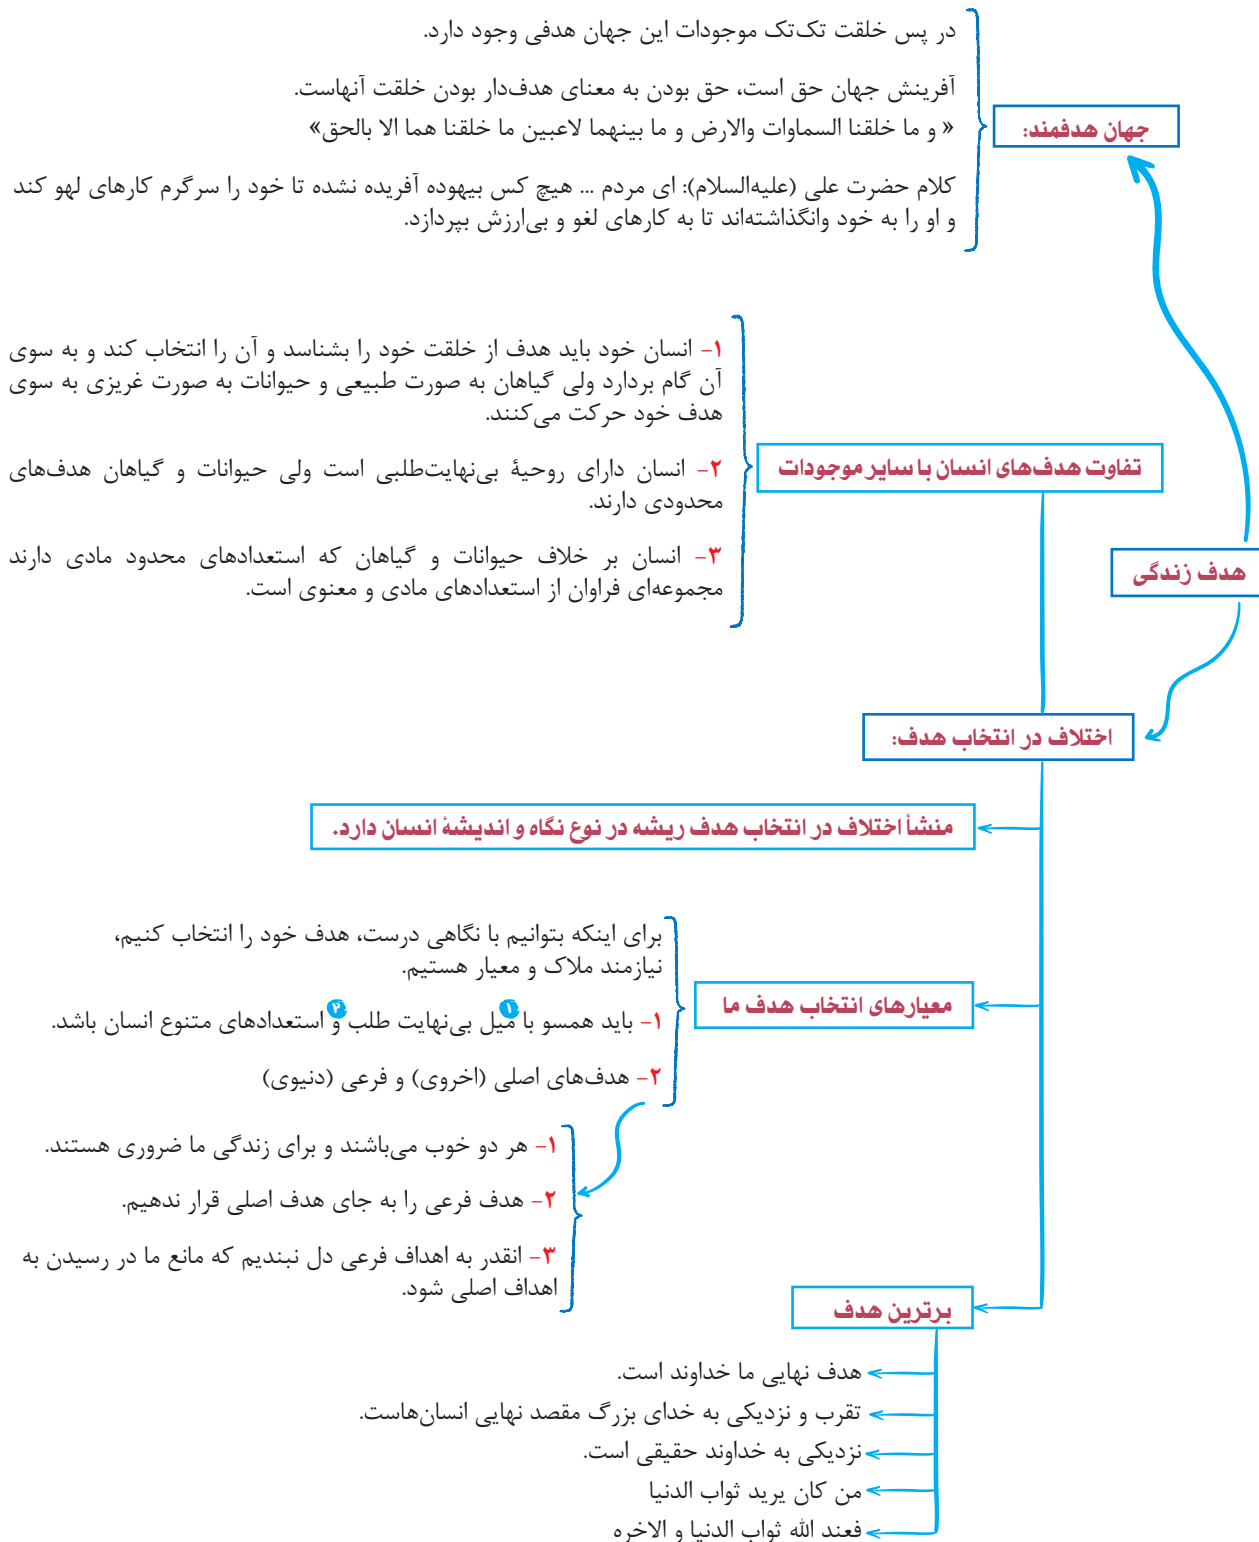 در پس خلقت تک‌تک موجودات این جهان هدفی وجود دارد.
آفرینش جهان حق است، حق بودن به معنای هدف‌دار بودن خلقت آنهاست.
جهان هدفمند:
« و ما خلقنا السماوات والارض و ما بینهما لاعبین ما خلقنا هما الا بالحق»
کلام حضرت علی (علیه‌السلام): ای مردم ... هیچ کس بیهوده آفریده نشده تا خود را سرگرم کارهای لهو کند
و او را به خود وانگذاشته‌اند تا به کارهای لغو و بی‌ارزش بپردازد.
۱- انسان خود باید هدف از خلقت خود را بشناسد و آن را انتخاب کند و به سوی
آن گام بردارد ولی گیاهان به صورت طبیعی و حیوانات به صورت غریزی به سوی
هدف خود حرکت می‌کنند.
تفاوت هدف‌های انسان با سایر موجودات
۲- انسان دارای روحیهٔ بی‌نهایت‌طلبی است ولی حیوانات و گیاهان هدف‌های
محدودی دارند.
۳- انسان بر خلاف حیوانات و گیاهان که استعدادهای محدود مادی دارند
مجموعه‌ای فراوان از استعدادهای مادی و معنوی است.
هدف زندگی
اختلاف در انتخاب هدف:
منشأ اختلاف در انتخاب هدف ریشه در نوع نگاه و اندیشهٔ انسان دارد.
برای اینکه بتوانیم با نگاهی درست، هدف خود را انتخاب کنیم،
نیازمند ملاک و معیار هستیم.
معیارهای انتخاب هدف ما
۱ ۲
۱- باید همسو با میل بی‌نهایت طلب و استعدادهای متنوع انسان باشد.
۲- هدف‌های اصلی (اخروی) و فرعی (دنیوی)
۱- هر دو خوب می‌باشند و برای زندگی ما ضروری هستند.
۲- هدف فرعی را به جای هدف اصلی قرار ندهیم.
۳- انقدر به اهداف فرعی دل نبندیم که مانع ما در رسیدن به
اهداف اصلی شود.
برترین هدف
هدف نهایی ما خداوند است.
تقرب و نزدیکی به خدای بزرگ مقصد نهایی انسان‌هاست.
نزدیکی به خداوند حقیقی است.
من کان یرید ثواب الدنیا
فعند الله ثواب الدنیا و الاخره